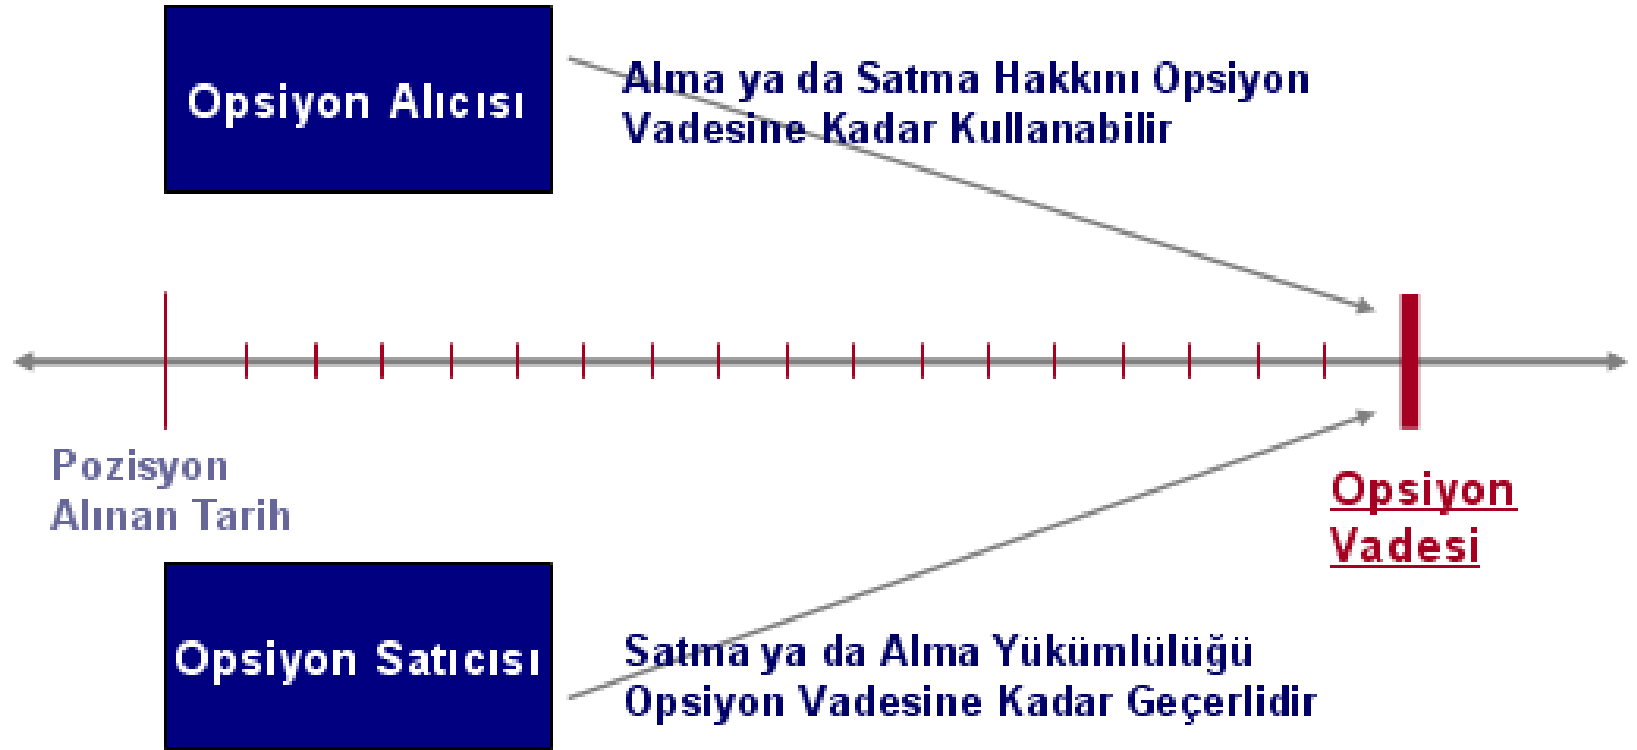 Opsiyon Alıcısı
Alma ya da Satma Hakkını Opsiyon
Vadesine Kadar Kullanabilir
Pozisyon
Alınan Tarih
Opsiyon
Vadesi
Opsiyon Satıcısı
Satma ya da Alma Yükümlülüğü
Opsiyon Vadesine Kadar Geçerlidir